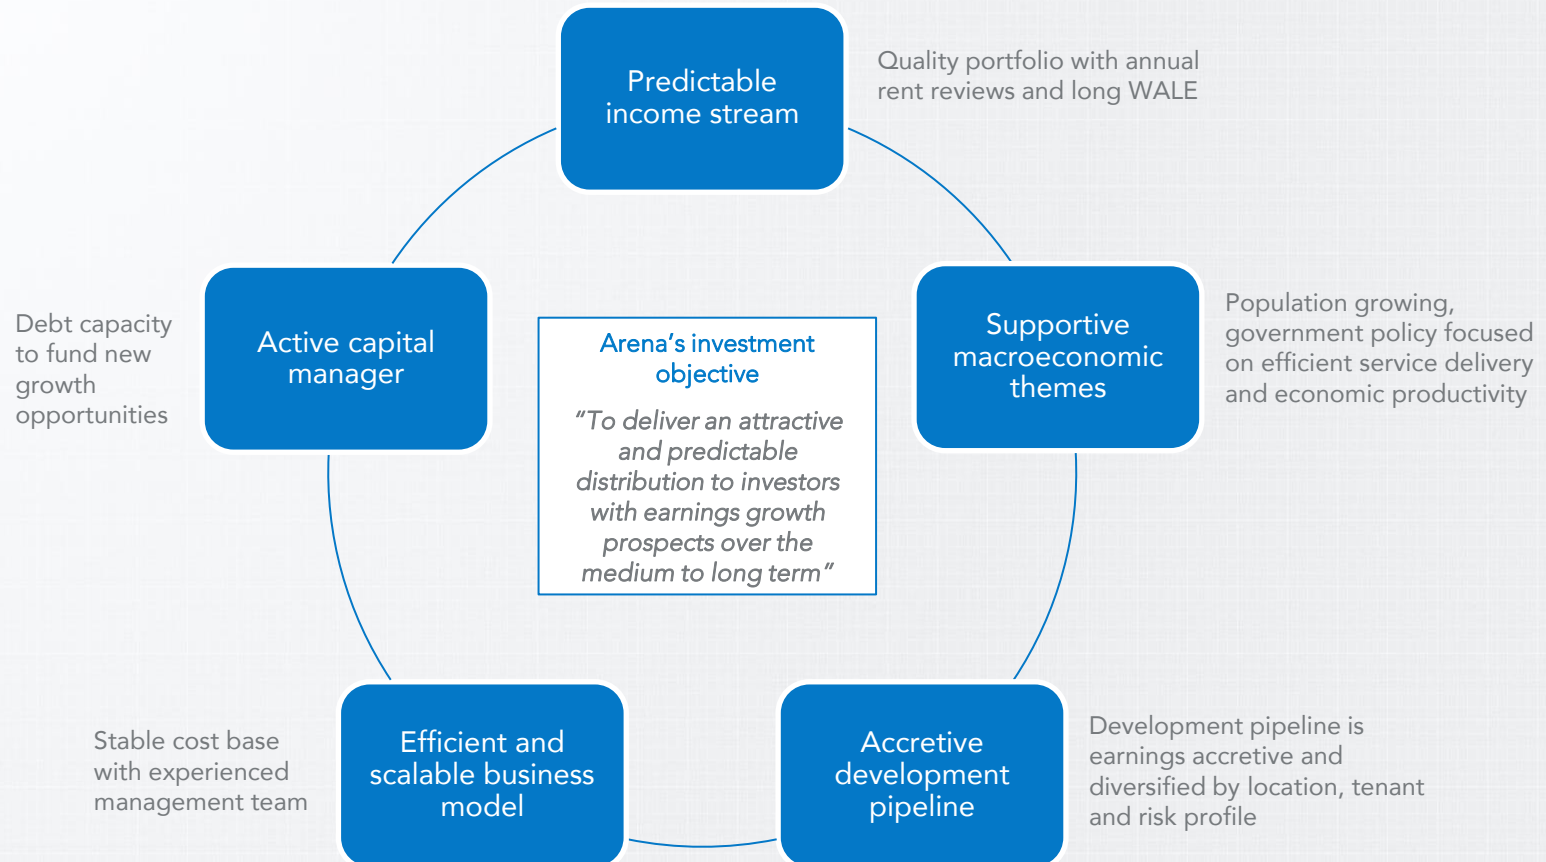 Predictable
income stream
Quality portfolio with annual
rent reviews and long WALE
Supportive
macroeconomic
themes
Population growing,
government policy focused
on efficient service delivery
and economic productivity
Accretive
development
pipeline
Development pipeline is
earnings accretive and
diversified by location, tenant
and risk profile
Efficient and
scalable business
model
Stable cost base
with experienced
management team
Active capital
manager
Debt capacity
to fund new
growth
opportunities
Arena’s investment
objective
“To deliver an attractive
and predictable
distribution to investors
with earnings growth
prospects over the
medium to long term”